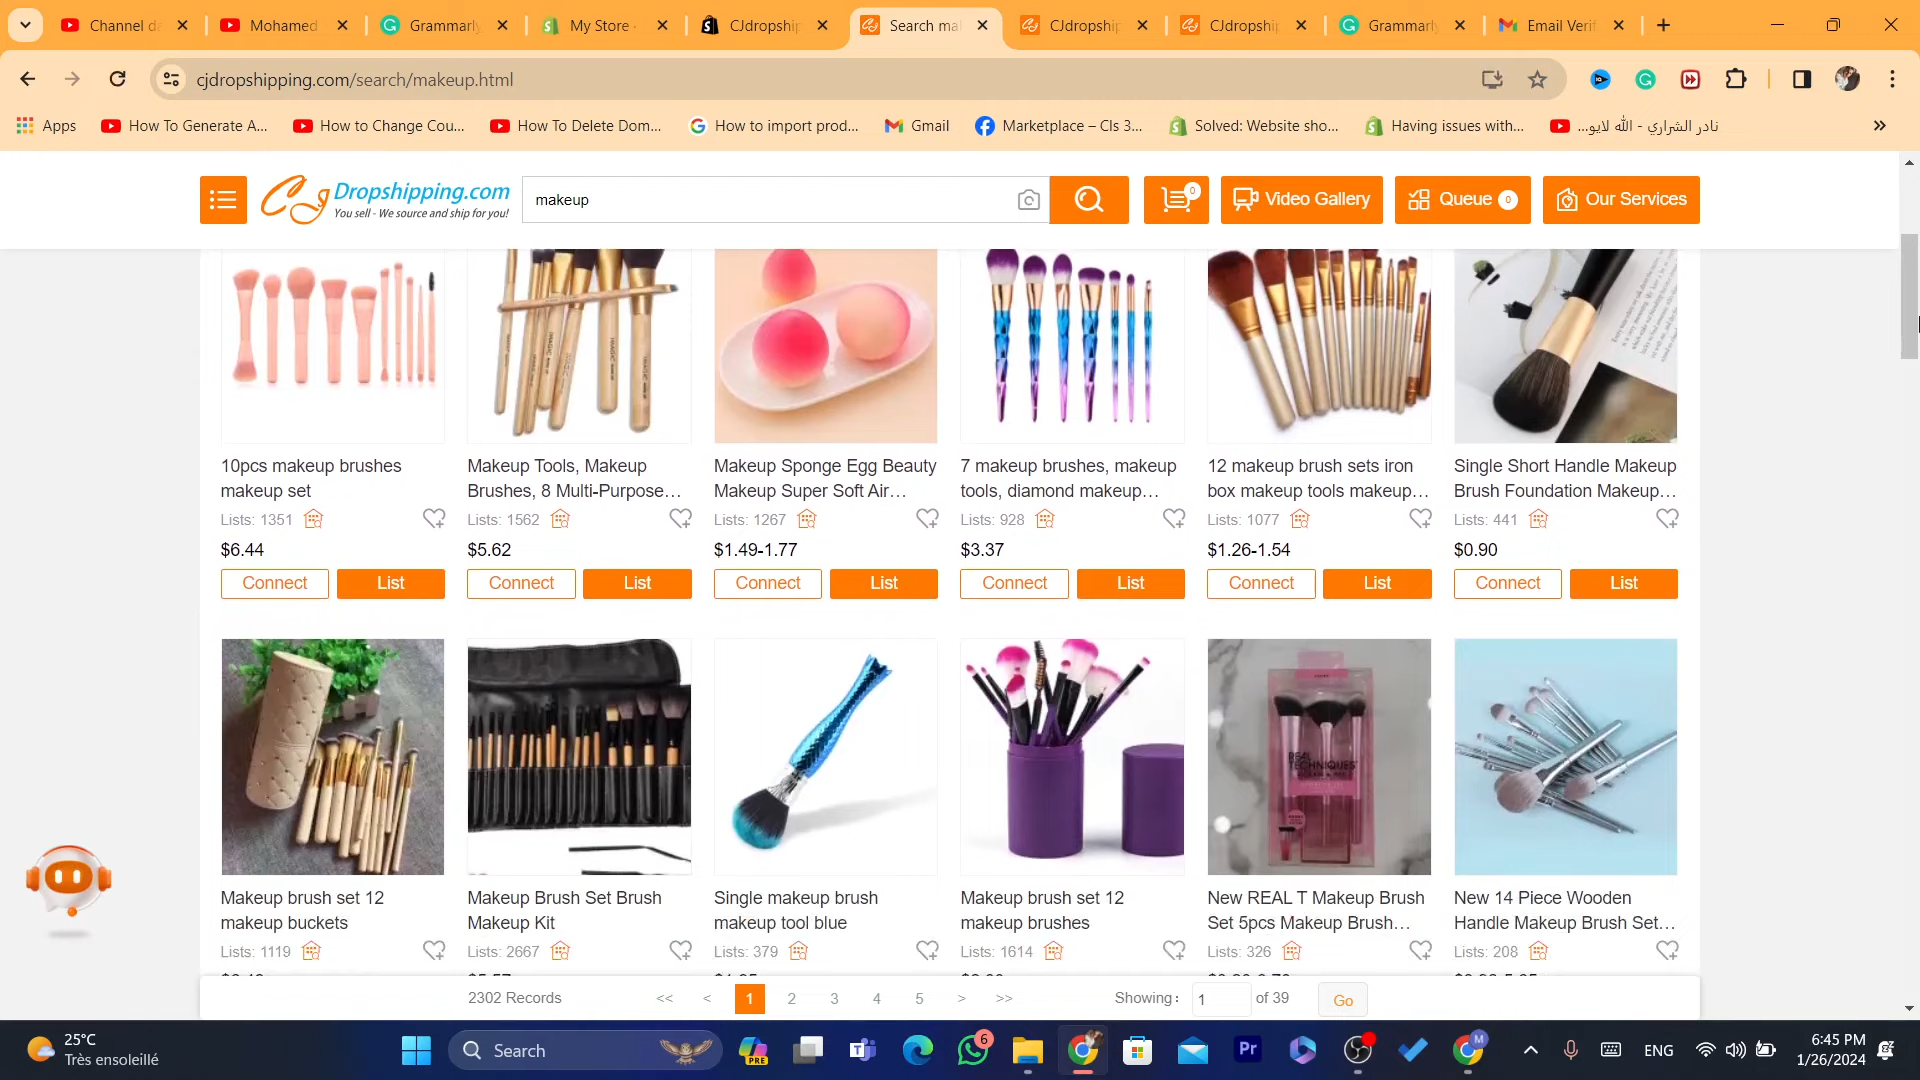 Channel da
Mohamed
Grammarly
My Store -
CJdropship
Search ma
CJdropship
CJdropship
Grammarly
Email Verif
cjdropshipping.com/search/makeup.html
Apps
How To Generate A...
How to Change Cou...
How To Delete Dom...
How to import prod...
Gmail
Marketplace – Cls 3...
Solved: Website sho...
Having issues with...
نادر الشراري - الله لايو...
CJ Dropshipping.com
You sell - We source and ship for you!
makeup
0
Video Gallery
Queue 0
Our Services
10pcs makeup brushes
makeup set
Lists: 1351
$6.44
Connect List
Makeup Tools, Makeup
Brushes, 8 Multi-Purpose...
Lists: 1562
$5.62
Connect List
Makeup Sponge Egg Beauty
Makeup Super Soft Air...
Lists: 1267
$1.49-1.77
Connect List
7 makeup brushes, makeup
tools, diamond makeup...
Lists: 928
$3.37
Connect List
12 makeup brush sets iron
box makeup tools makeup...
Lists: 1077
$1.26-1.54
Connect List
Single Short Handle Makeup
Brush Foundation Makeup...
Lists: 441
$0.90
Connect List
REAL
TECHNIQUES
Makeup brush set 12
makeup buckets
Lists: 1119
Makeup Brush Set Brush
Makeup Kit
Lists: 2667
Single makeup brush
makeup tool blue
Lists: 379
Makeup brush set 12
makeup brushes
Lists: 1614
New REAL T Makeup Brush
Set 5pcs Makeup Brush...
Lists: 326
New 14 Piece Wooden
Handle Makeup Brush Set...
Lists: 208
2302 Records
<< < 1 2 3 4 5 > >>
Showing: 1 of 39 Go
25°C
Très ensoleillé
Search
PRE
6
Pr
M
ENG
6:45 PM
1/26/2024